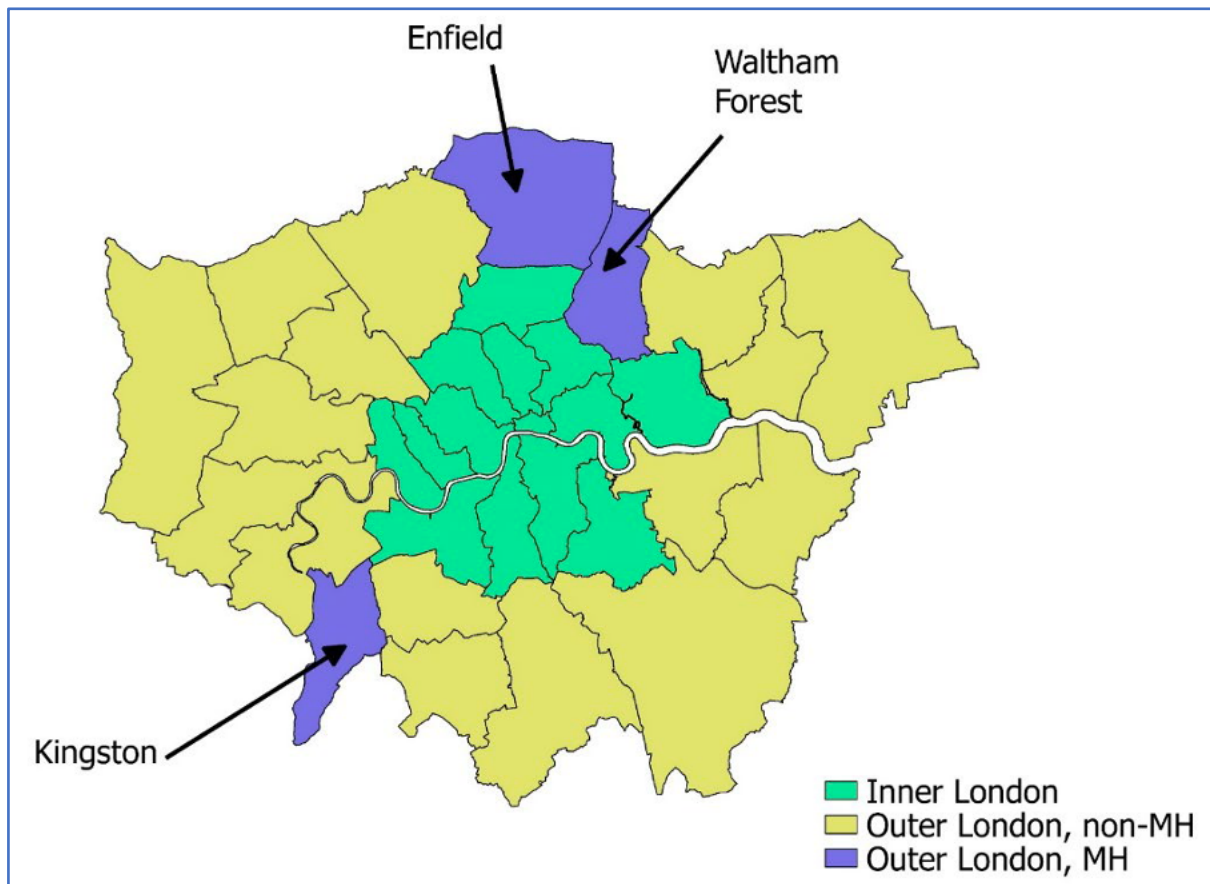 Enfield
Waltham
Forest
Kingston
Inner London
Outer London, non-MH
Outer London, MH